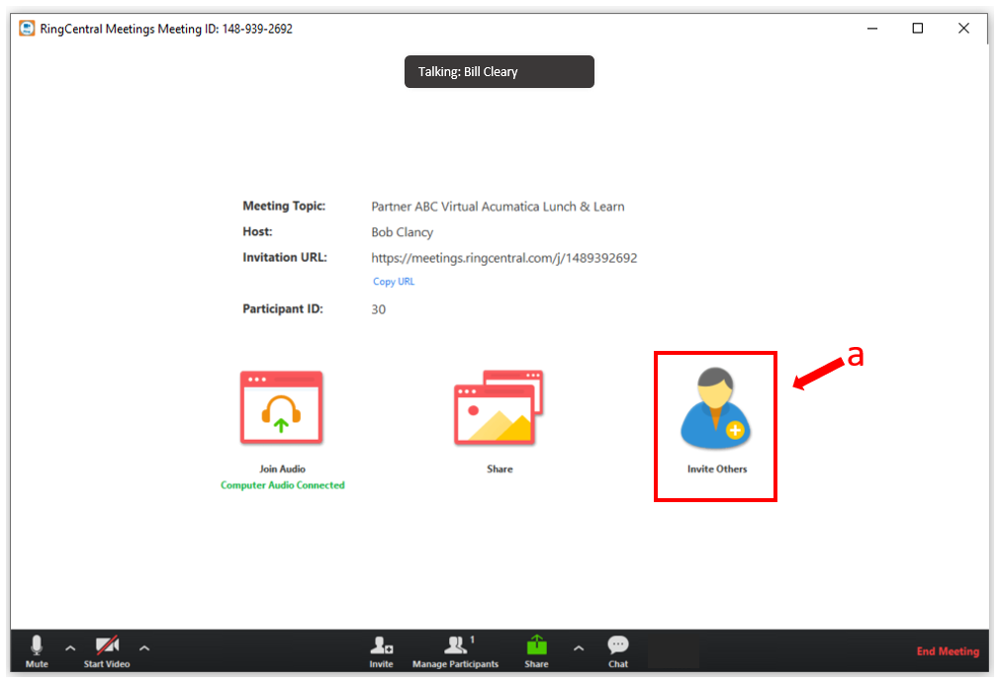 RingCentral Meetings Meeting ID: 148-939-2692
Talking: Bill Cleary
Meeting Topic: Partner ABC Virtual Acumatica Lunch & Learn
Host: Bob Clancy
Invitation URL: https://meetings.ringcentral.com/j/1489392692
Copy URL
Participant ID: 30
a
Join Audio Share Invite Others
Computer Audio Connected
1
Mute Start Video Invite Manage Participants Share Chat End Meeting